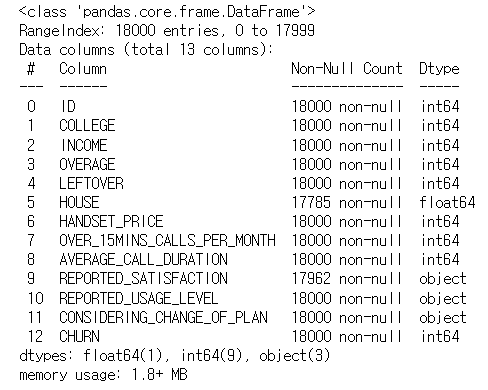 <class 'pandas.core.frame.DataFrame'>
RangeIndex: 18000 entries, 0 to 17999
Data columns (total 13 columns):
 #   Column                        Non-Null Count  Dtype
---  ------                        --------------  -----
 0   ID                            18000 non-null  int64
 1   COLLEGE                       18000 non-null  int64
 2   INCOME                        18000 non-null  int64
 3   OVERAGE                       18000 non-null  int64
 4   LEFTOVER                      18000 non-null  int64
 5   HOUSE                         17785 non-null  float64
 6   HANDSET_PRICE                 18000 non-null  int64
 7   OVER_15MINS_CALLS_PER_MONTH   18000 non-null  int64
 8   AVERAGE_CALL_DURATION         18000 non-null  int64
 9   REPORTED_SATISFACTION         17962 non-null  object
 10  REPORTED_USAGE_LEVEL          18000 non-null  object
 11  CONSIDERING_CHANGE_OF_PLAN    18000 non-null  object
 12  CHURN                         18000 non-null  int64
dtypes: float64(1), int64(9), object(3)
memory usage: 1.8+ MB